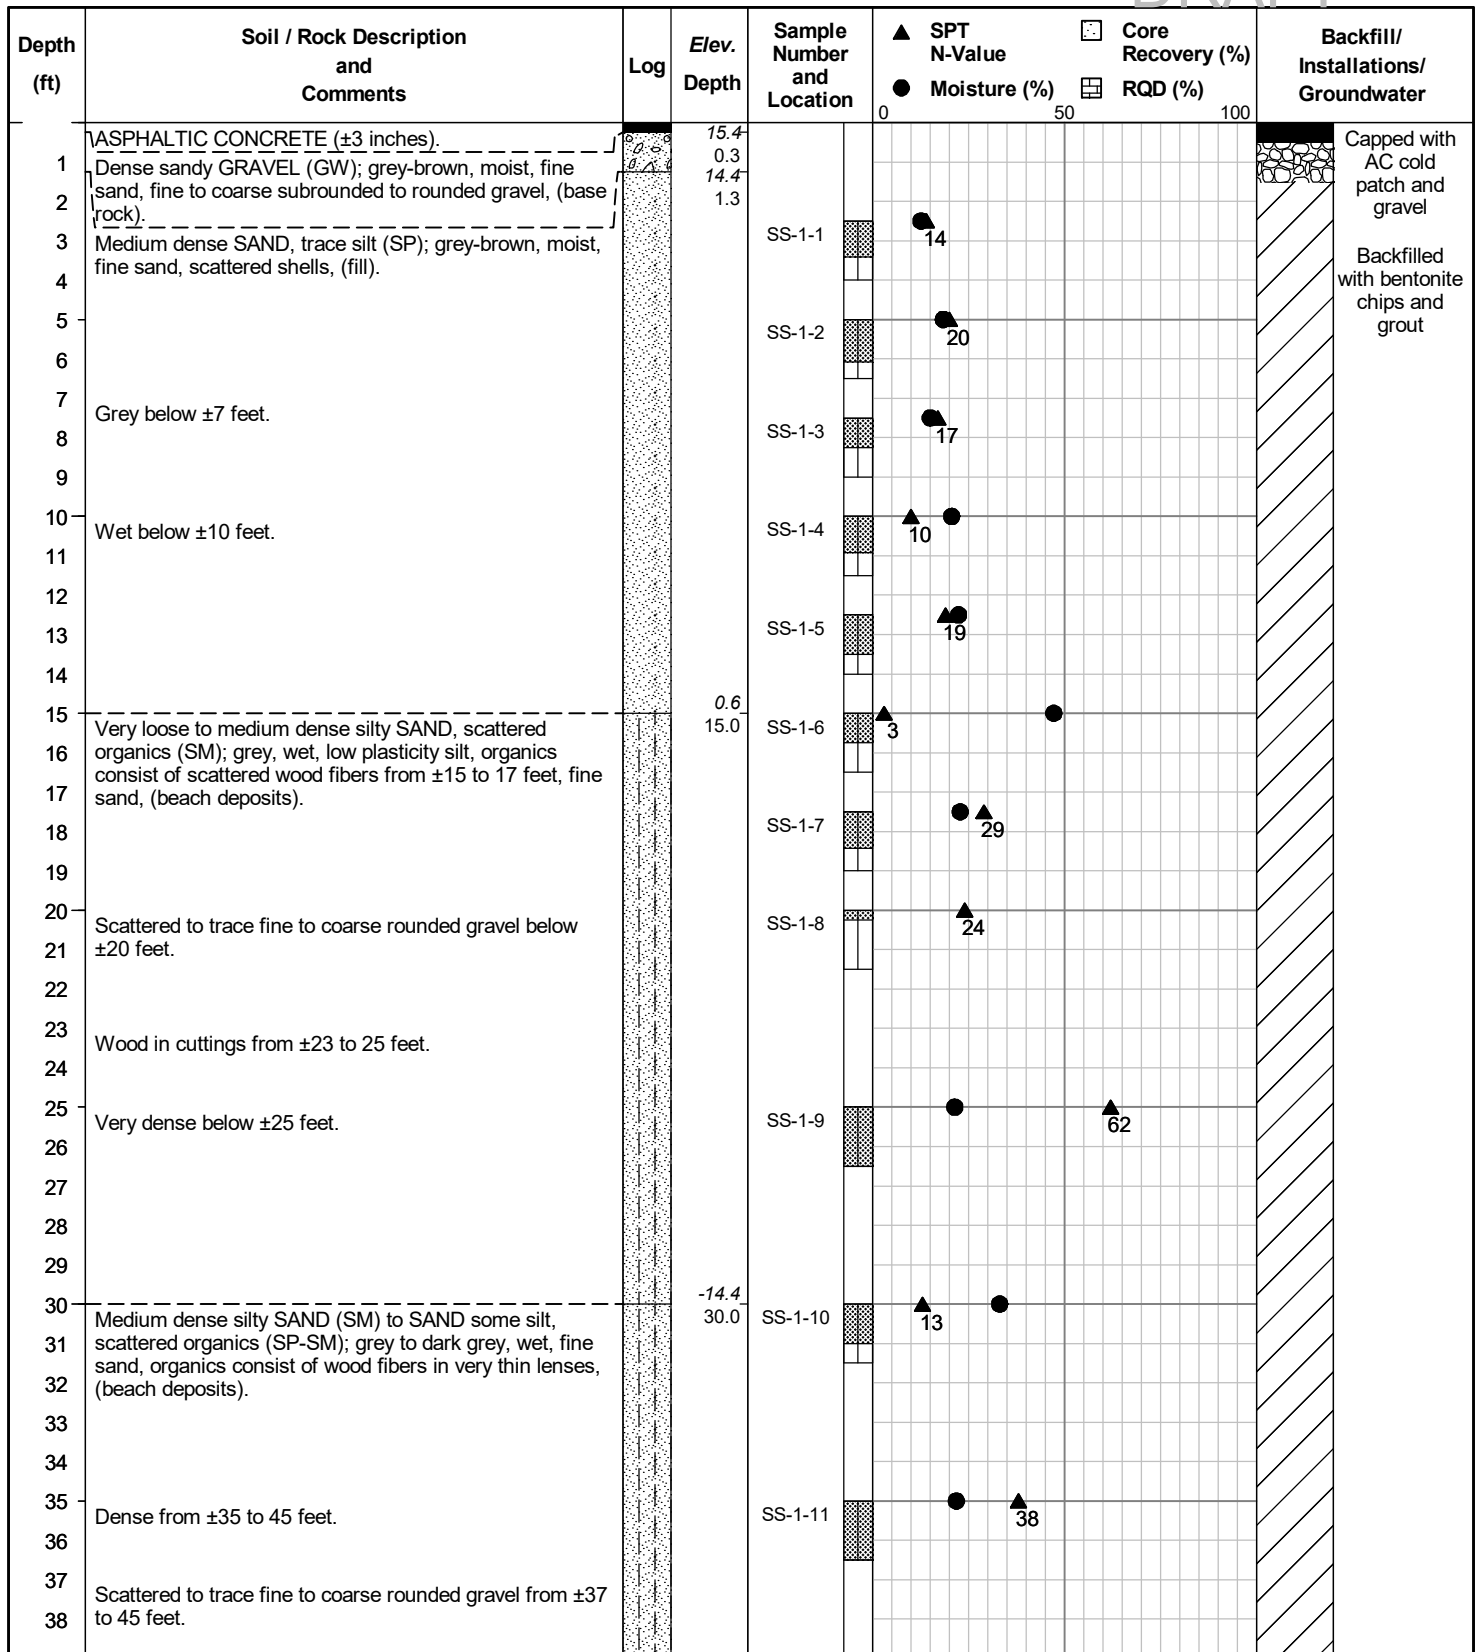 DRAFT
Depth
(ft)
Soil / Rock Description
and
Comments
Log
Elev.
Depth
Sample
Number
and
Location
SPT
N-Value
Moisture (%)
Core
Recovery (%)
RQD (%)
0 50 100
Backfill/
Installations/
Groundwater
ASPHALTIC CONCRETE (±3 inches).
15.4
0.3
Capped with
AC cold
patch and
gravel
1
Dense sandy GRAVEL (GW); grey-brown, moist, fine
sand, fine to coarse subrounded to rounded gravel, (base
rock).
14.4
1.3
2
3
Medium dense SAND, trace silt (SP); grey-brown, moist,
fine sand, scattered shells, (fill).
SS-1-1
14
Backfilled
with bentonite
chips and
grout
4
5
SS-1-2
20
6
7
Grey below ±7 feet.
SS-1-3
17
8
9
10
Wet below ±10 feet.
SS-1-4
10
11
12
13
SS-1-5
19
14
0.6
15
15.0
Very loose to medium dense silty SAND, scattered
organics (SM); grey, wet, low plasticity silt, organics
consist of scattered wood fibers from ±15 to 17 feet, fine
sand, (beach deposits).
SS-1-6
3
16
17
18
SS-1-7
29
19
20
Scattered to trace fine to coarse rounded gravel below
±20 feet.
SS-1-8
24
21
22
23
Wood in cuttings from ±23 to 25 feet.
24
25
Very dense below ±25 feet.
SS-1-9
62
26
27
28
29
-14.4
30
30.0
Medium dense silty SAND (SM) to SAND some silt,
scattered organics (SP-SM); grey to dark grey, wet, fine
sand, organics consist of wood fibers in very thin lenses,
(beach deposits).
SS-1-10
13
31
32
33
34
35
Dense from ±35 to 45 feet.
SS-1-11
38
36
37
Scattered to trace fine to coarse rounded gravel from ±37
to 45 feet.
38